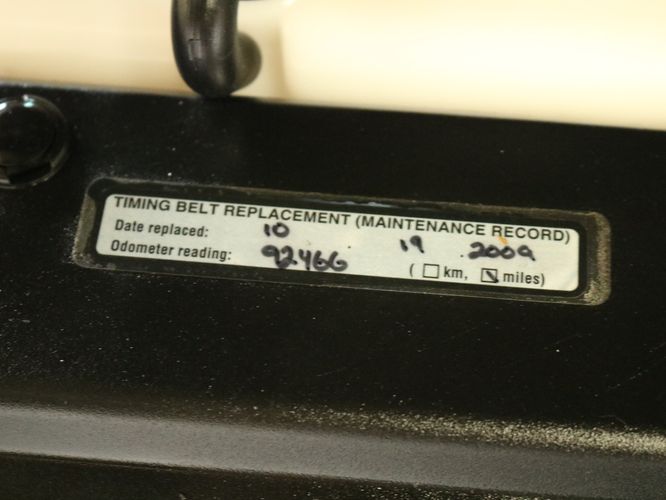 TIMING BELT REPLACEMENT (MAINTENANCE RECORD)
Date replaced: 10 . 19 . 2009
Odometer reading: 92466 ( km, miles)